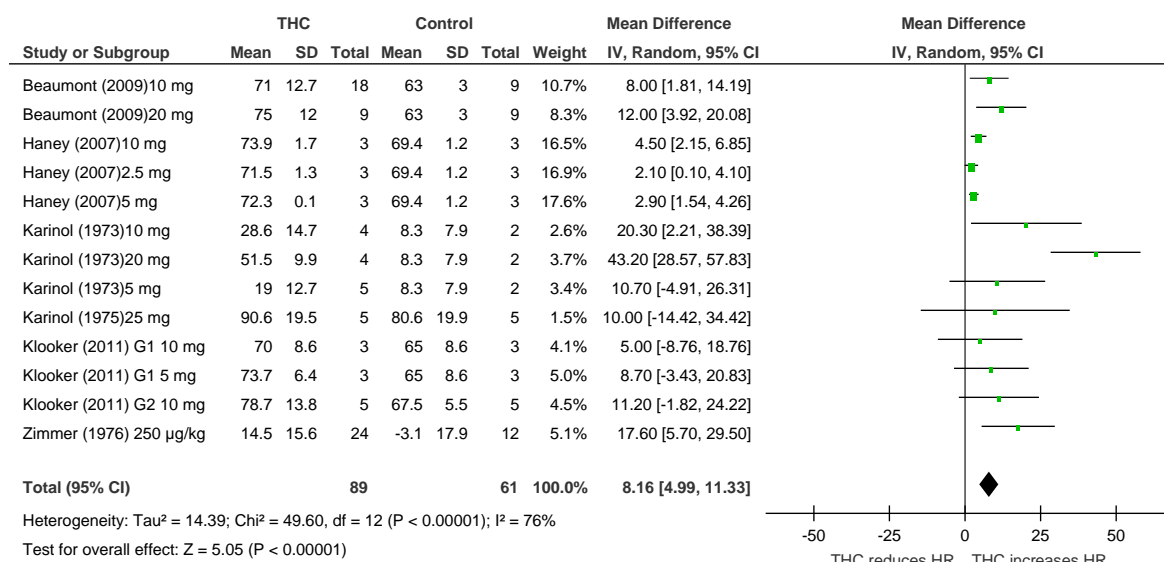 THC Control Mean Difference Mean Difference
Study or Subgroup Mean SD Total Mean SD Total Weight IV, Random, 95% CI IV, Random, 95% CI
Beaumont (2009)10 mg 71 12.7 18 63 3 9 10.7% 8.00 [1.81, 14.19]
Beaumont (2009)20 mg 75 12 9 63 3 9 8.3% 12.00 [3.92, 20.08]
Haney (2007)10 mg 73.9 1.7 3 69.4 1.2 3 16.5% 4.50 [2.15, 6.85]
Haney (2007)2.5 mg 71.5 1.3 3 69.4 1.2 3 16.9% 2.10 [0.10, 4.10]
Haney (2007)5 mg 72.3 0.1 3 69.4 1.2 3 17.6% 2.90 [1.54, 4.26]
Karinol (1973)10 mg 28.6 14.7 4 8.3 7.9 2 2.6% 20.30 [2.21, 38.39]
Karinol (1973)20 mg 51.5 9.9 4 8.3 7.9 2 3.7% 43.20 [28.57, 57.83]
Karinol (1973)5 mg 19 12.7 5 8.3 7.9 2 3.4% 10.70 [-4.91, 26.31]
Karinol (1975)25 mg 90.6 19.5 5 80.6 19.9 5 1.5% 10.00 [-14.42, 34.42]
Klooker (2011) G1 10 mg 70 8.6 3 65 8.6 3 4.1% 5.00 [-8.76, 18.76]
Klooker (2011) G1 5 mg 73.7 6.4 3 65 8.6 3 5.0% 8.70 [-3.43, 20.83]
Klooker (2011) G2 10 mg 78.7 13.8 5 67.5 5.5 5 4.5% 11.20 [-1.82, 24.22]
Zimmer (1976) 250 µg/kg 14.5 15.6 24 -3.1 17.9 12 5.1% 17.60 [5.70, 29.50]
Total (95% CI) 89 61 100.0% 8.16 [4.99, 11.33]
Heterogeneity: Tau² = 14.39; Chi² = 49.60, df = 12 (P < 0.00001); I² = 76%
Test for overall effect: Z = 5.05 (P < 0.00001)
-50 -25 0 25 50
THC reduces HR THC increases HR